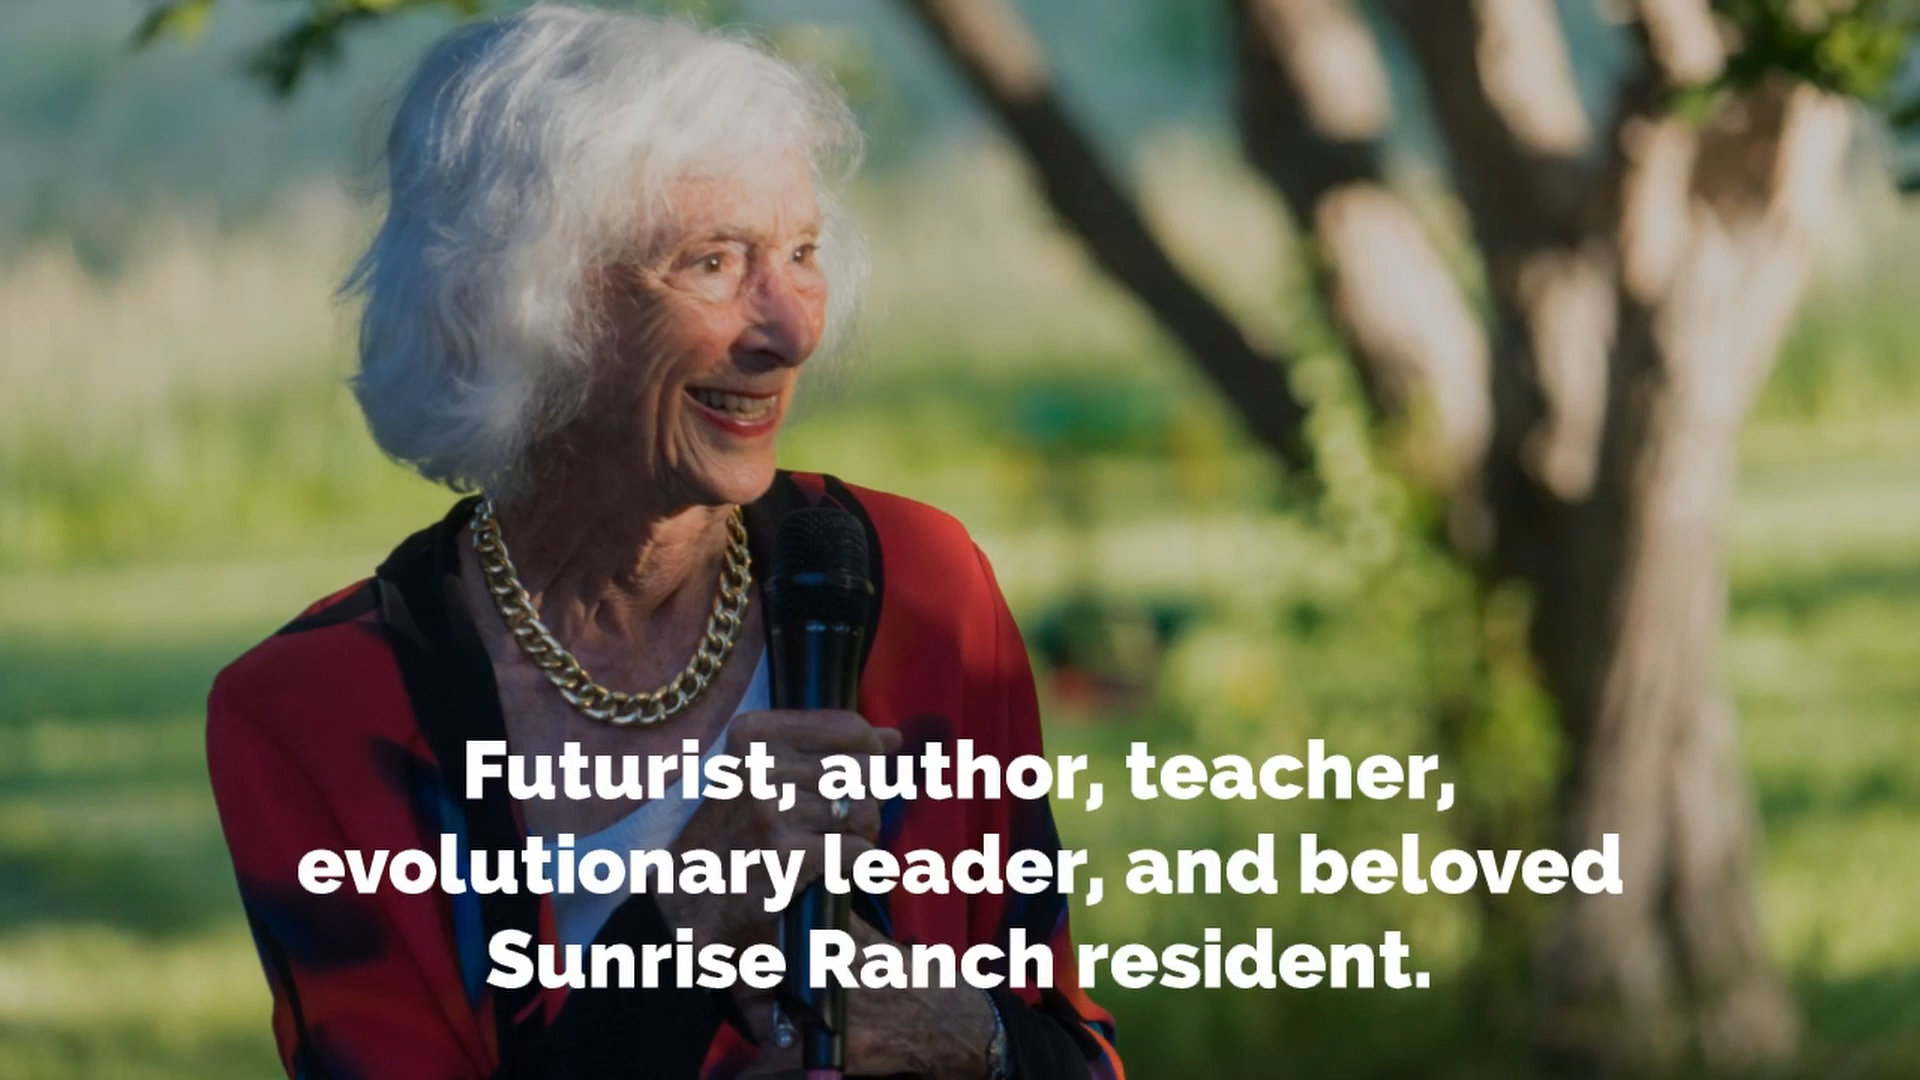 Futurist, author, teacher,
evolutionary leader, and beloved
Sunrise Ranch resident.